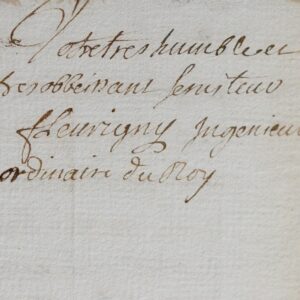 Votre tres humble et
tres obbeissant serviteur
fleurigny Ingenieur
ordinaire du Roy